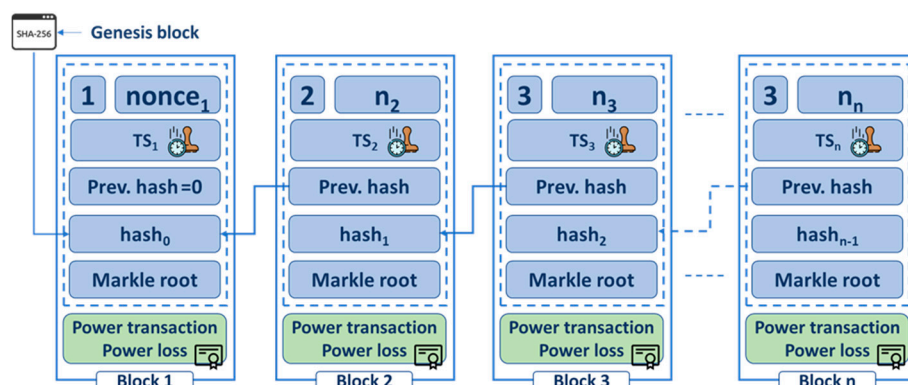 SHA-256
Genesis block
1 nonce₁
TS₁
Prev. hash=0
hash₀
Markle root
Power transaction
Power loss
Block 1
2 n₂
TS₂
Prev. hash
hash₁
Markle root
Power transaction
Power loss
Block 2
3 n₃
TS₃
Prev. hash
hash₂
Markle root
Power transaction
Power loss
Block 3
3 nₙ
TSₙ
Prev. hash
hashₙ₋₁
Markle root
Power transaction
Power loss
Block n